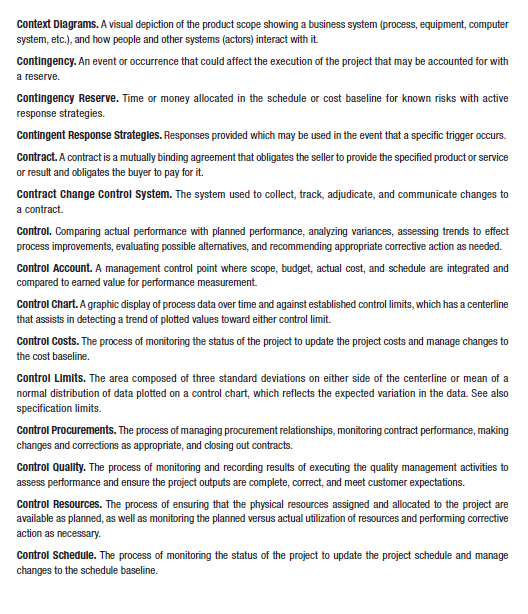 Context Diagrams. A visual depiction of the product scope showing a business system (process, equipment, computer
system, etc.), and how people and other systems (actors) interact with it.
Contingency. An event or occurrence that could affect the execution of the project that may be accounted for with
a reserve.
Contingency Reserve. Time or money allocated in the schedule or cost baseline for known risks with active
response strategies.
Contingent Response Strategies. Responses provided which may be used in the event that a specific trigger occurs.
Contract. A contract is a mutually binding agreement that obligates the seller to provide the specified product or service
or result and obligates the buyer to pay for it.
Contract Change Control System. The system used to collect, track, adjudicate, and communicate changes to
a contract.
Control. Comparing actual performance with planned performance, analyzing variances, assessing trends to effect
process improvements, evaluating possible alternatives, and recommending appropriate corrective action as needed.
Control Account. A management control point where scope, budget, actual cost, and schedule are integrated and
compared to earned value for performance measurement.
Control Chart. A graphic display of process data over time and against established control limits, which has a centerline
that assists in detecting a trend of plotted values toward either control limit.
Control Costs. The process of monitoring the status of the project to update the project costs and manage changes to
the cost baseline.
Control Limits. The area composed of three standard deviations on either side of the centerline or mean of a
normal distribution of data plotted on a control chart, which reflects the expected variation in the data. See also
specification limits.
Control Procurements. The process of managing procurement relationships, monitoring contract performance, making
changes and corrections as appropriate, and closing out contracts.
Control Quality. The process of monitoring and recording results of executing the quality management activities to
assess performance and ensure the project outputs are complete, correct, and meet customer expectations.
Control Resources. The process of ensuring that the physical resources assigned and allocated to the project are
available as planned, as well as monitoring the planned versus actual utilization of resources and performing corrective
action as necessary.
Control Schedule. The process of monitoring the status of the project to update the project schedule and manage
changes to the schedule baseline.